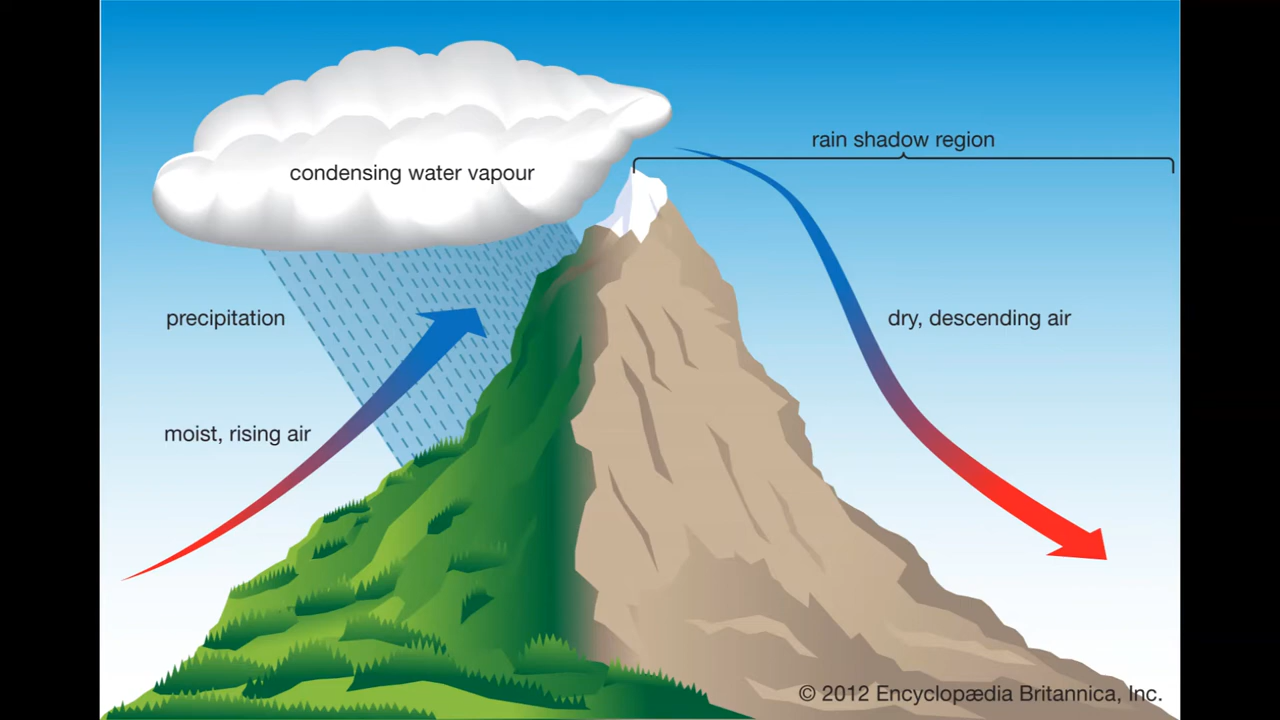 rain shadow region
condensing water vapour
precipitation
dry, descending air
moist, rising air
© 2012 Encyclopædia Britannica, Inc.